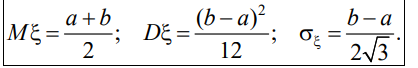 Mξ = (a + b)/2; Dξ = (b − a)²/12; σ_ξ = (b − a)/(2√3).